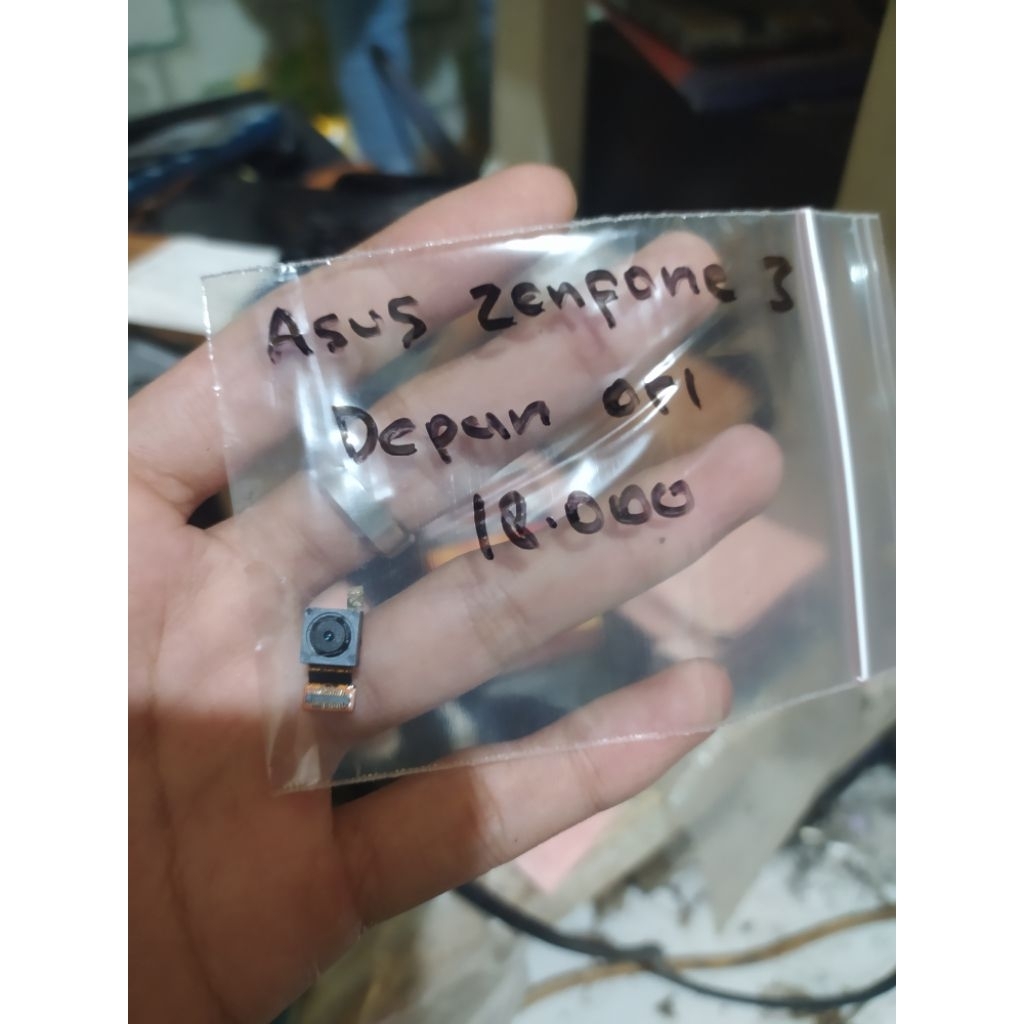 Asus Zenfone 3
Depan ori
18.000